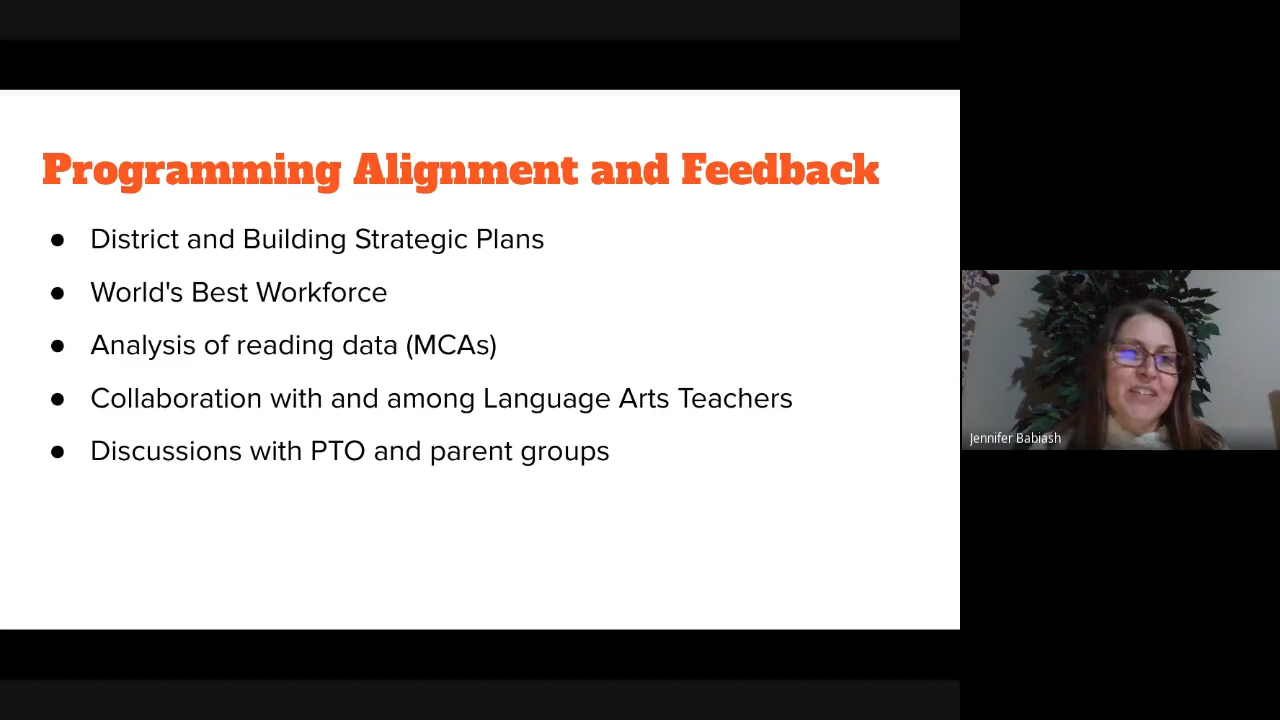 Programming Alignment and Feedback
● District and Building Strategic Plans
● World's Best Workforce
● Analysis of reading data (MCAs)
● Collaboration with and among Language Arts Teachers
● Discussions with PTO and parent groups
Jennifer Babiash